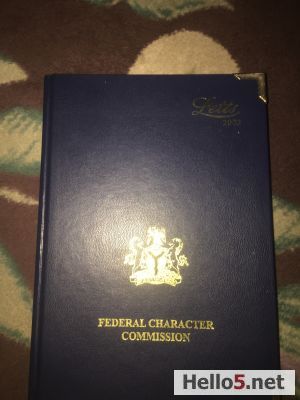 Letts
FEDERAL CHARACTER
COMMISSION
Hello5.net